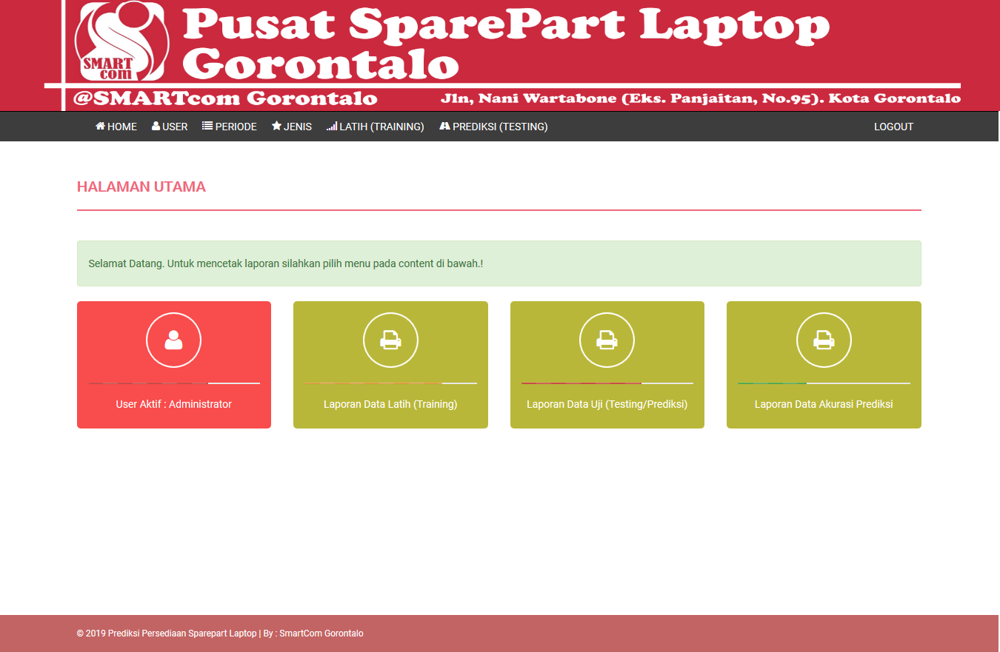 Pusat SparePart Laptop
Gorontalo
SMART
com
@SMARTcom Gorontalo
Jln, Nani Wartabone (Eks. Panjaitan, No.95). Kota Gorontalo
HOME USER PERIODE JENIS LATIH (TRAINING) PREDIKSI (TESTING) LOGOUT
HALAMAN UTAMA
Selamat Datang. Untuk mencetak laporan silahkan pilih menu pada content di bawah.!
User Aktif : Administrator
Laporan Data Latih (Training)
Laporan Data Uji (Testing/Prediksi)
Laporan Data Akurasi Prediksi
© 2019 Prediksi Persediaan Sparepart Laptop | By : SmartCom Gorontalo